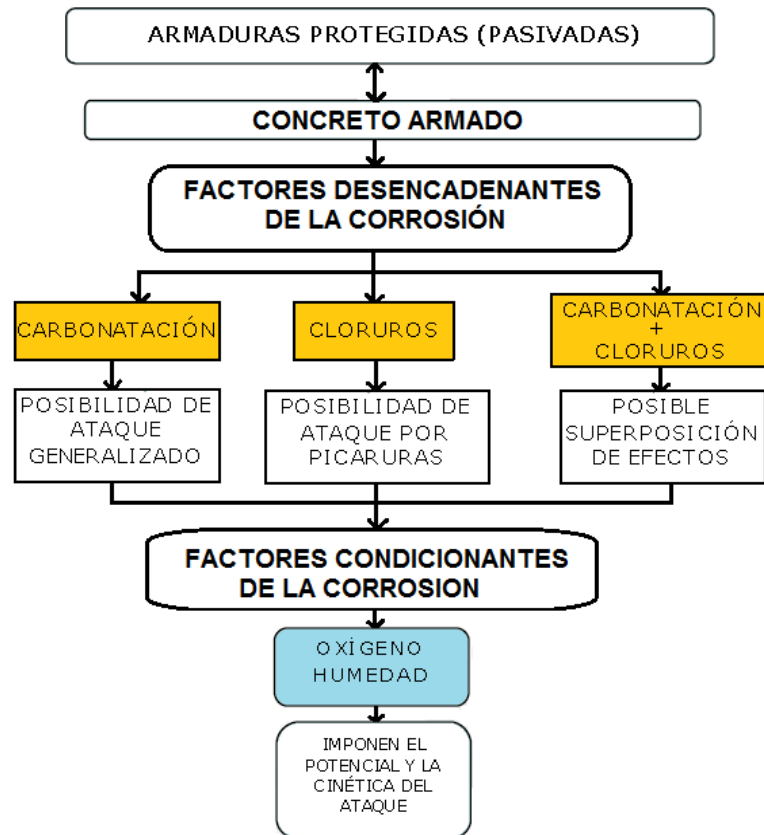 ARMADURAS PROTEGIDAS (PASIVADAS)
CONCRETO ARMADO
FACTORES DESENCADENANTES
DE LA CORROSIÓN
CARBONATACIÓN
CLORUROS
CARBONATACIÓN
+
CLORUROS
POSIBILIDAD DE
ATAQUE
GENERALIZADO
POSIBILIDAD DE
ATAQUE POR
PICARURAS
POSIBLE
SUPERPOSICIÓN
DE EFECTOS
FACTORES CONDICIONANTES
DE LA CORROSION
OXÍGENO
HUMEDAD
IMPONEN EL
POTENCIAL Y LA
CINÉTICA DEL
ATAQUE